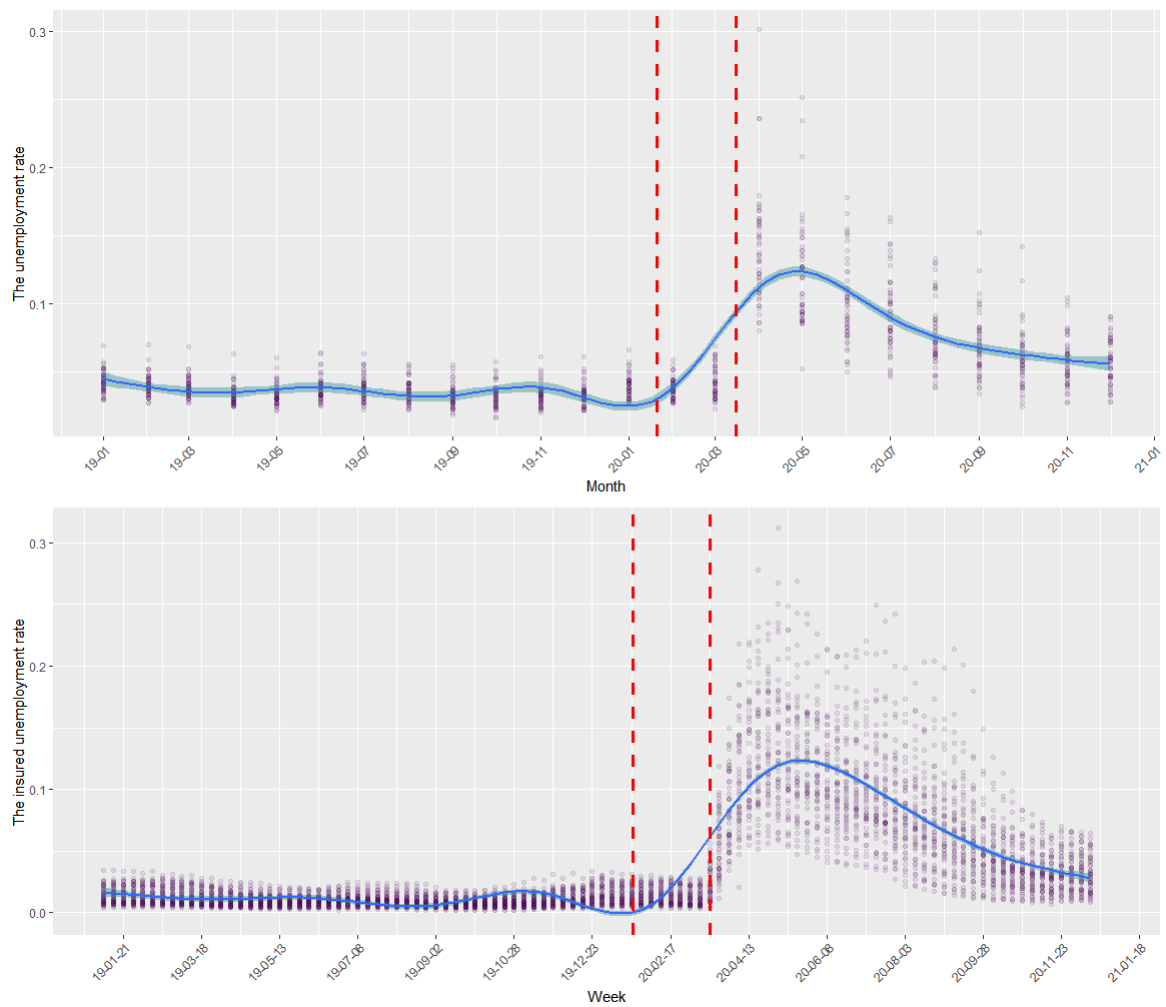 0.3
0.2
0.1
The unemployment rate
19-01 19-03 19-05 19-07 19-09 19-11 20-01 20-03 20-05 20-07 20-09 20-11 21-01
Month
0.3
0.2
0.1
0.0
The insured unemployment rate
19-01-21 19-03-18 19-05-13 19-07-08 19-09-02 19-10-28 19-12-23 20-02-17 20-04-13 20-06-08 20-08-03 20-09-28 20-11-23 21-01-18
Week